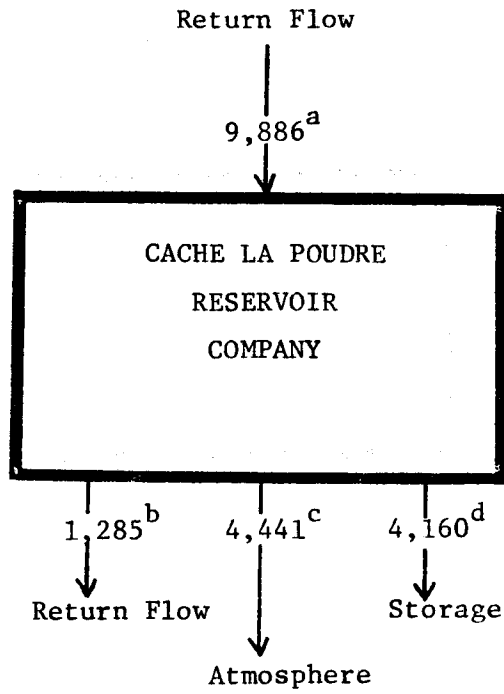 Return Flow
9,886a
CACHE LA POUDRE
RESERVOIR
COMPANY
1,285b 4,441c 4,160d
Return Flow Storage
Atmosphere